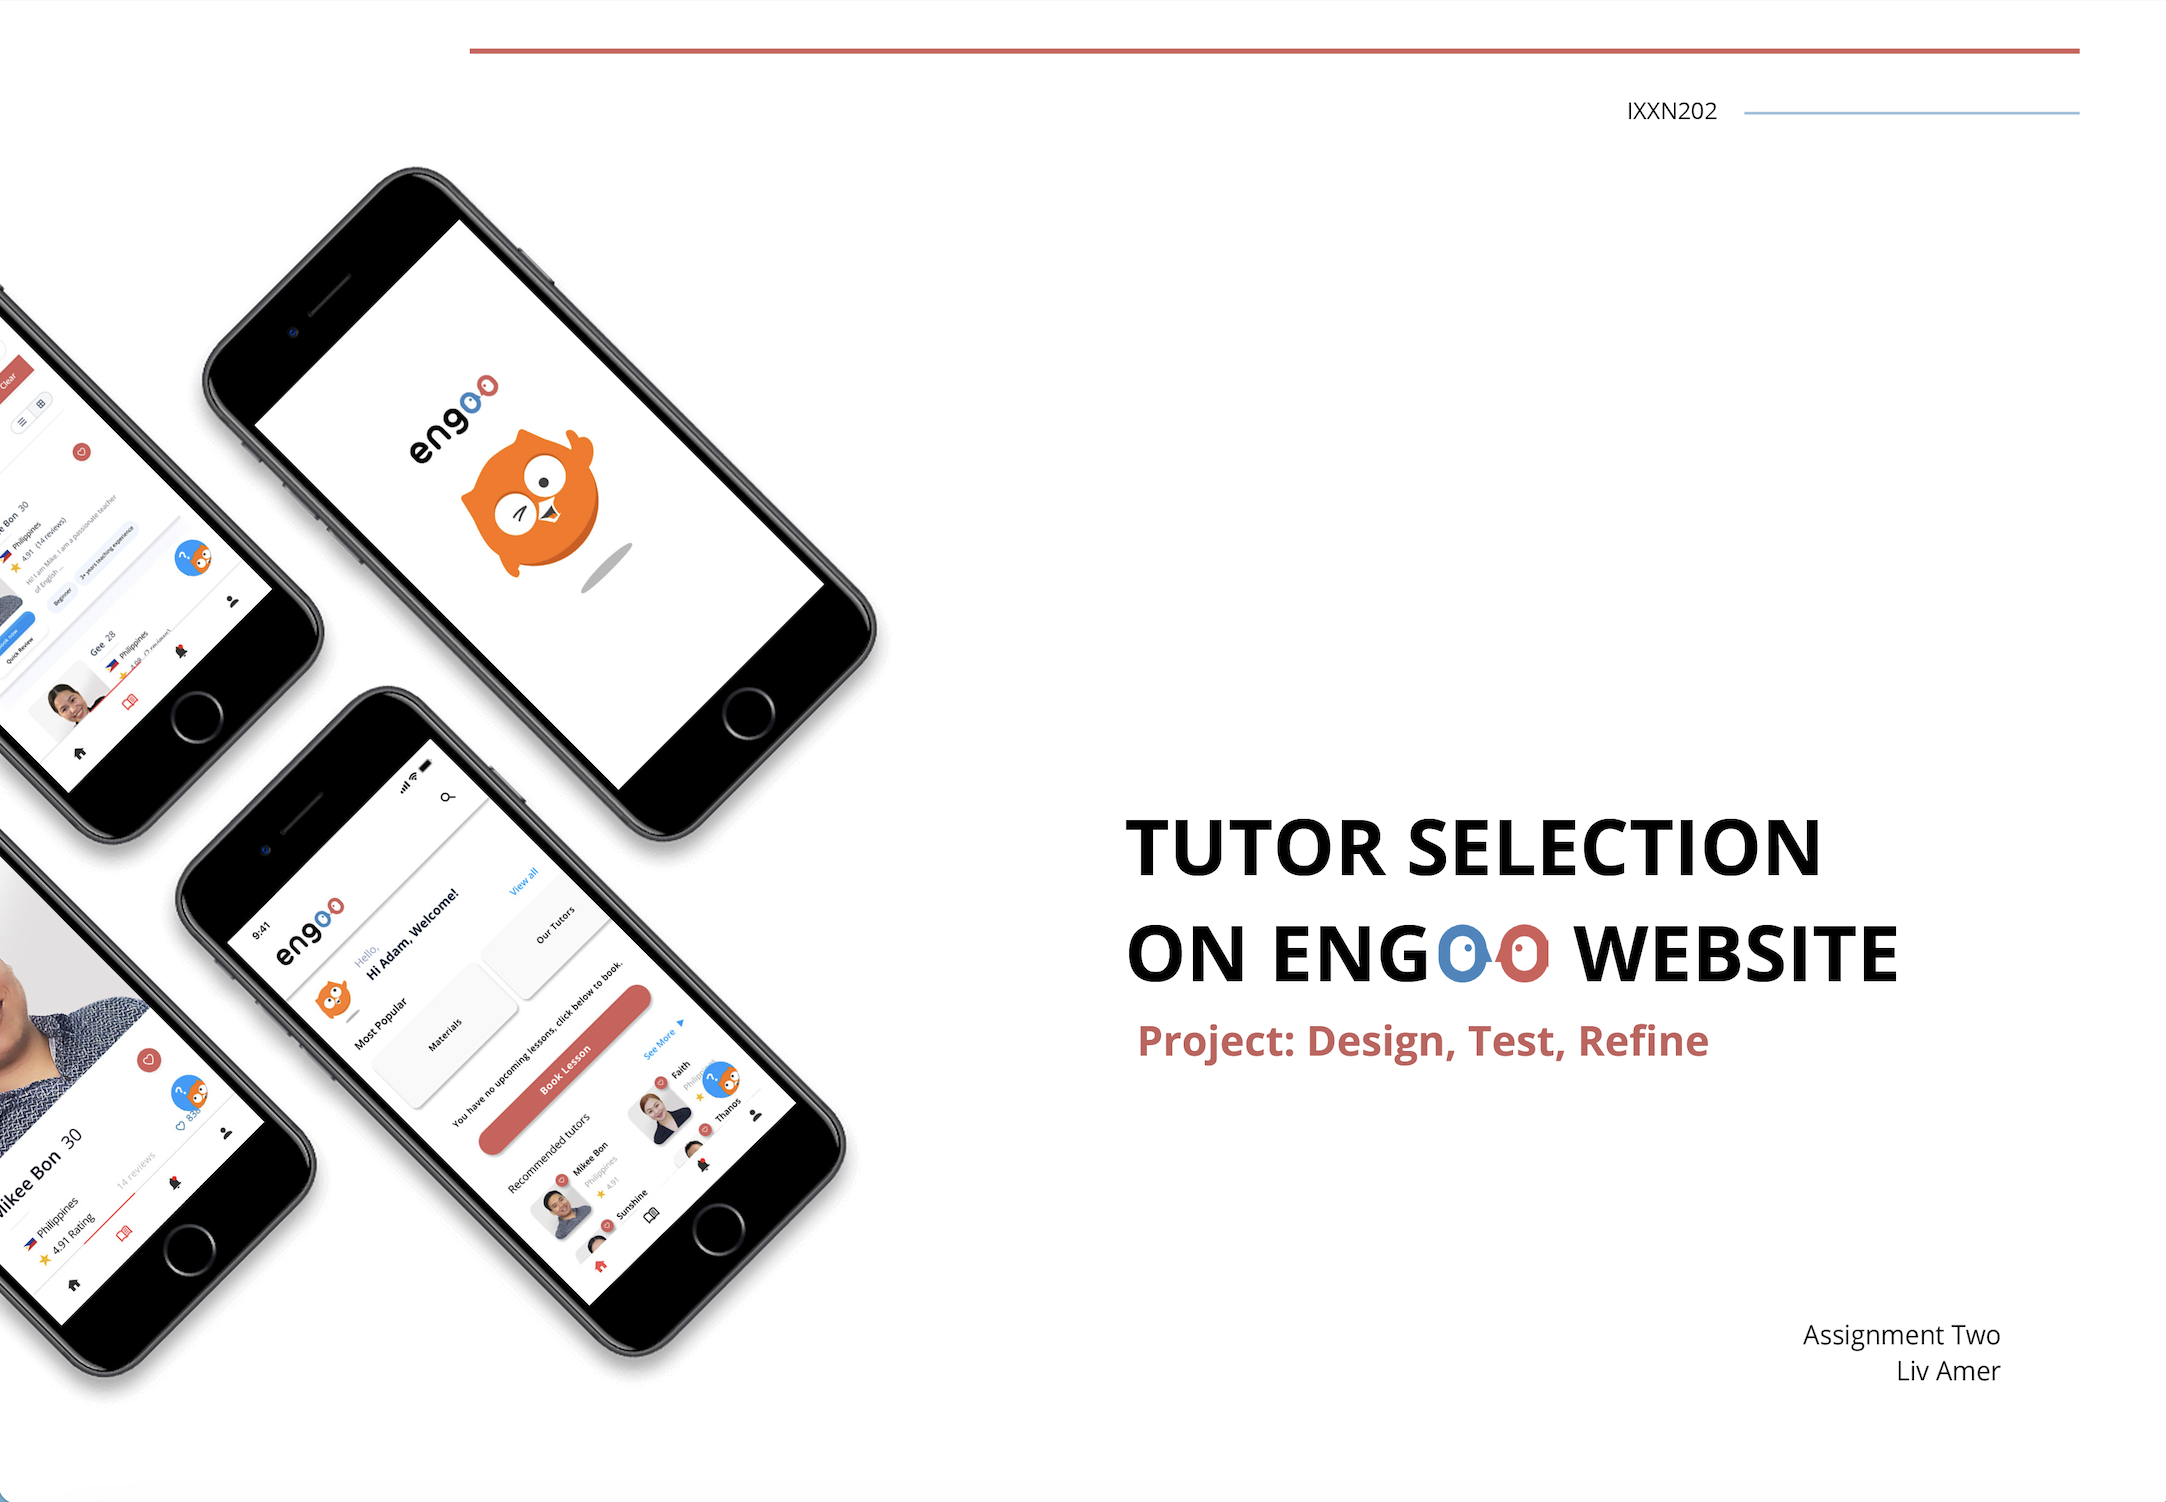 IXXN202
TUTOR SELECTION
ON ENGOO WEBSITE
Project: Design, Test, Refine
Assignment Two
Liv Amer
engoo
Clear
Bon 30
Philippines
4.91 (14 reviews)
Hi! I am Mike. I am a passionate teacher
of English ...
Beginner
3+ years teaching experience
Quick Review
?
Gee 28
Philippines
9:41
engoo
Hello,
Hi Adam, Welcome!
Most Popular
View all
Materials
Our Tutors
You have no upcoming lessons, click below to book.
Book Lesson
See More
Recommended tutors
Mikee Bon
Philippines
4.91
Faith
?
Sunshine
Thanos
?
838
Mikee Bon 30
14 reviews
Philippines
4.91 Rating